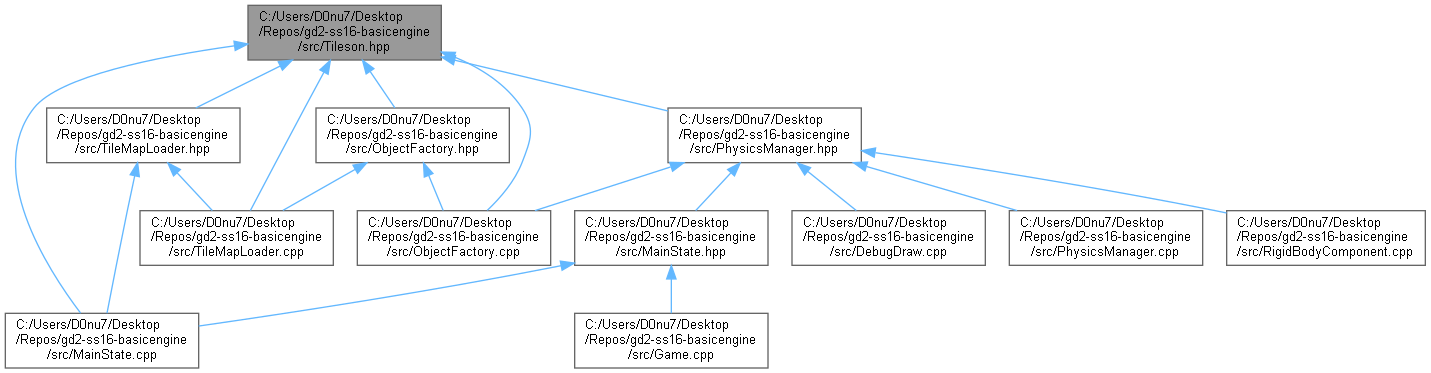 C:/Users/D0nu7/Desktop
/Repos/gd2-ss16-basicengine
/src/Tileson.hpp
C:/Users/D0nu7/Desktop
/Repos/gd2-ss16-basicengine
/src/TileMapLoader.hpp
C:/Users/D0nu7/Desktop
/Repos/gd2-ss16-basicengine
/src/ObjectFactory.hpp
C:/Users/D0nu7/Desktop
/Repos/gd2-ss16-basicengine
/src/PhysicsManager.hpp
C:/Users/D0nu7/Desktop
/Repos/gd2-ss16-basicengine
/src/TileMapLoader.cpp
C:/Users/D0nu7/Desktop
/Repos/gd2-ss16-basicengine
/src/ObjectFactory.cpp
C:/Users/D0nu7/Desktop
/Repos/gd2-ss16-basicengine
/src/MainState.hpp
C:/Users/D0nu7/Desktop
/Repos/gd2-ss16-basicengine
/src/DebugDraw.cpp
C:/Users/D0nu7/Desktop
/Repos/gd2-ss16-basicengine
/src/PhysicsManager.cpp
C:/Users/D0nu7/Desktop
/Repos/gd2-ss16-basicengine
/src/RigidBodyComponent.cpp
C:/Users/D0nu7/Desktop
/Repos/gd2-ss16-basicengine
/src/MainState.cpp
C:/Users/D0nu7/Desktop
/Repos/gd2-ss16-basicengine
/src/Game.cpp